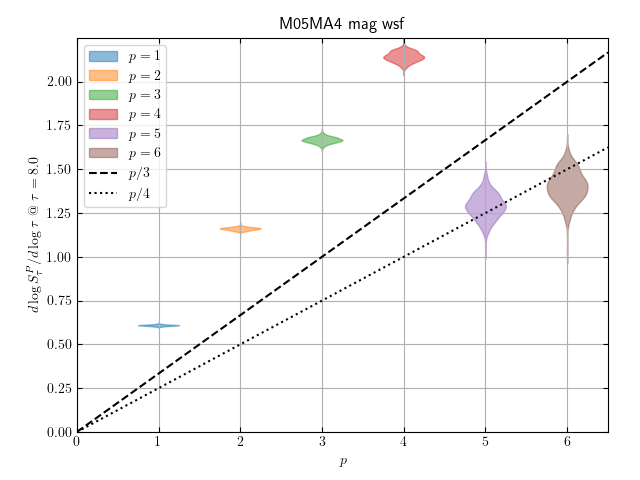 M05MA4 mag wsf
p = 1
p = 2
p = 3
p = 4
p = 5
p = 6
p/3
p/4
d log S_τ^P / d log τ @ τ = 8.0
2.00
1.75
1.50
1.25
1.00
0.75
0.50
0.25
0.00
0 1 2 3 4 5 6
p